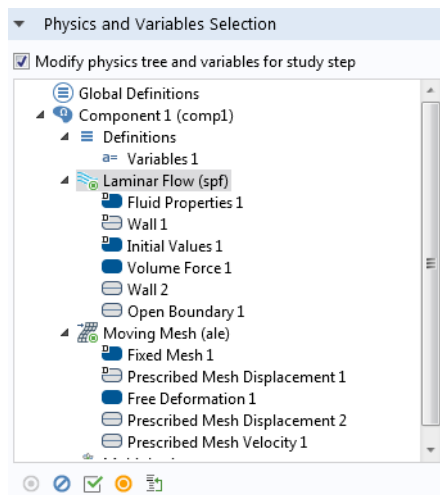 Physics and Variables Selection
Modify physics tree and variables for study step
Global Definitions
Component 1 (comp1)
Definitions
a= Variables 1
Laminar Flow (spf)
D Fluid Properties 1
D Wall 1
D Initial Values 1
Volume Force 1
Wall 2
Open Boundary 1
Moving Mesh (ale)
D Fixed Mesh 1
D Prescribed Mesh Displacement 1
Free Deformation 1
Prescribed Mesh Displacement 2
Prescribed Mesh Velocity 1